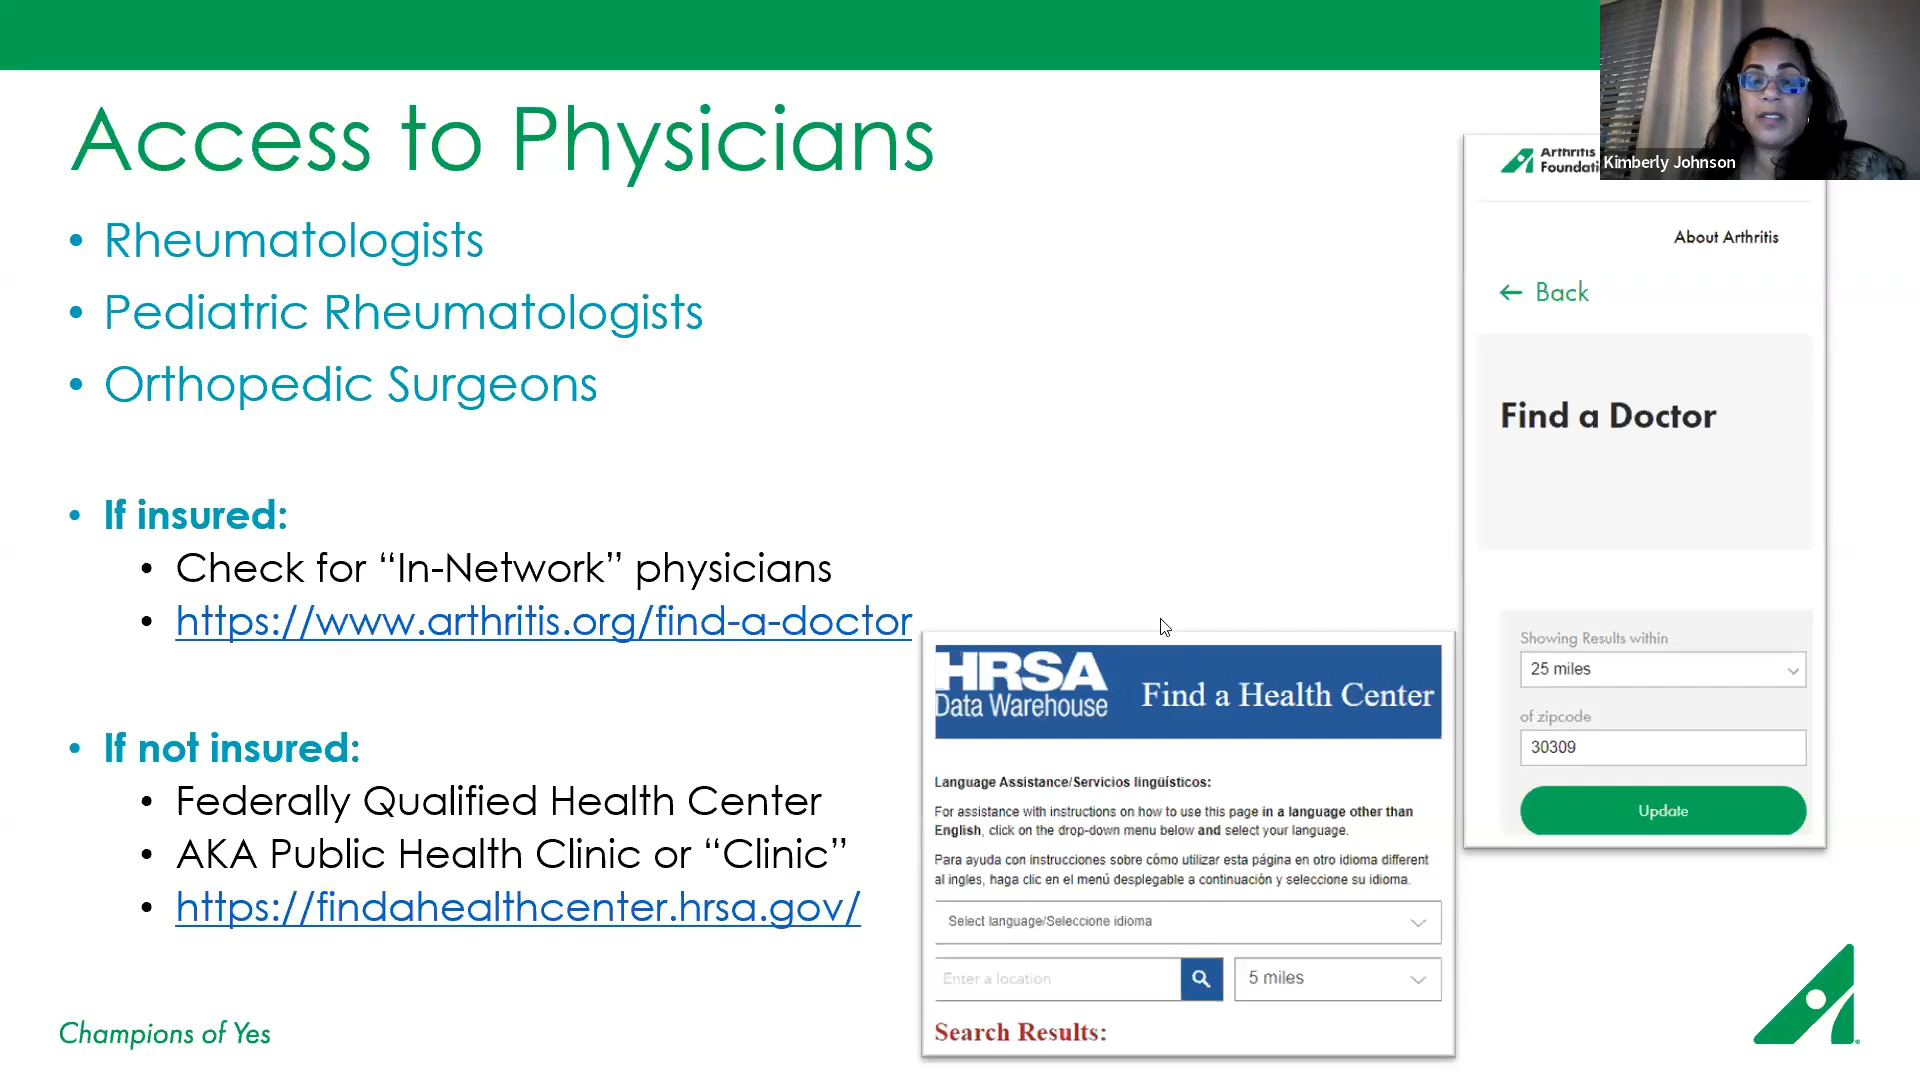 Access to Physicians
• Rheumatologists
• Pediatric Rheumatologists
• Orthopedic Surgeons
• If insured:
• Check for “In-Network” physicians
• https://www.arthritis.org/find-a-doctor
• If not insured:
• Federally Qualified Health Center
• AKA Public Health Clinic or “Clinic”
• https://findahealthcenter.hrsa.gov/
Champions of Yes
HRSA
Data Warehouse
Find a Health Center
Language Assistance/Servicios lingüísticos:
For assistance with instructions on how to use this page in a language other than
English, click on the drop-down menu below and select your language.
Para ayuda con instrucciones sobre cómo utilizar esta página en otro idioma different
al ingles, haga clic en el menú desplegable a continuación y seleccione su idioma.
Select language/Seleccione idioma
Enter a location
5 miles
Search Results:
Arthritis
Foundati
Kimberly Johnson
About Arthritis
← Back
Find a Doctor
Showing Results within
25 miles
of zipcode
30309
Update